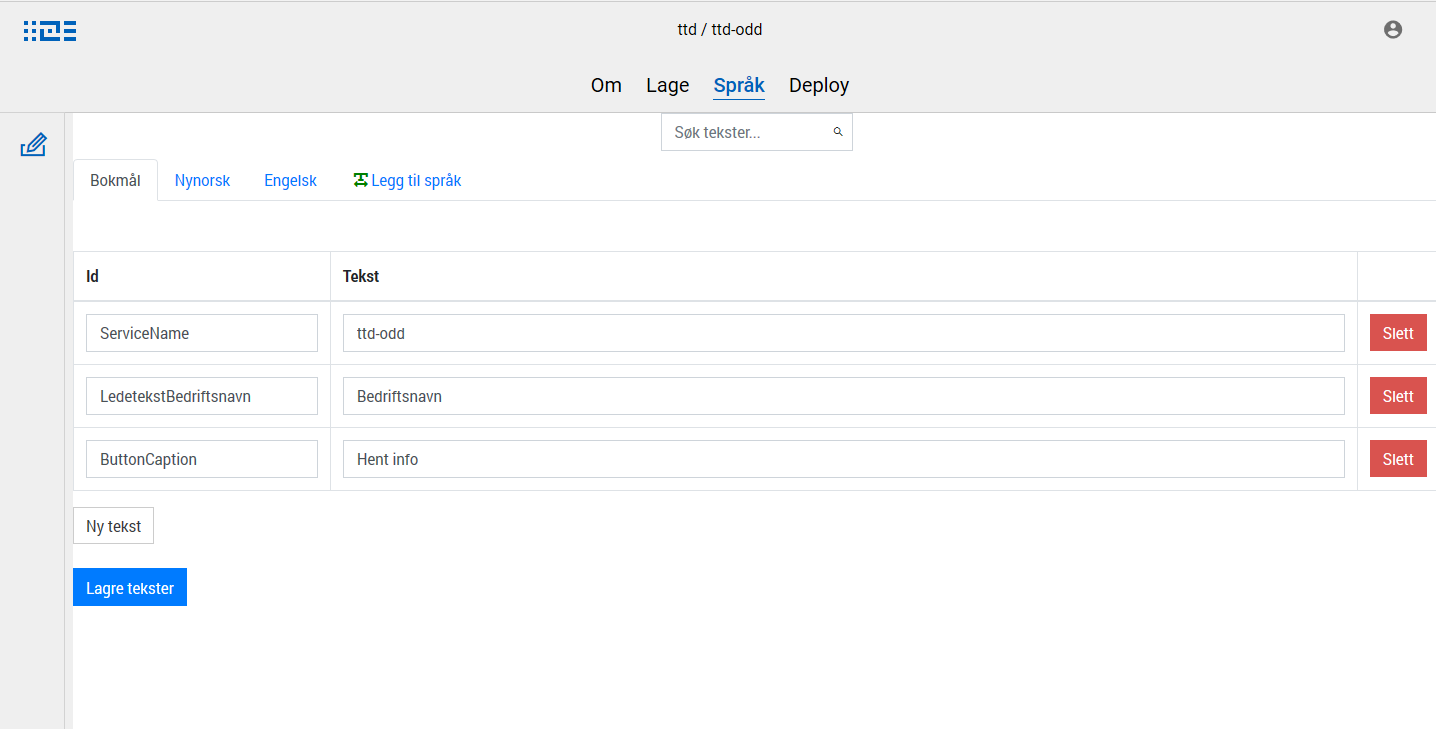 ttd / ttd-odd
Om Lage Språk Deploy
Søk tekster...
Bokmål Nynorsk Engelsk Legg til språk
Id Tekst
ServiceName ttd-odd Slett
LedetekstBedriftsnavn Bedriftsnavn Slett
ButtonCaption Hent info Slett
Ny tekst
Lagre tekster